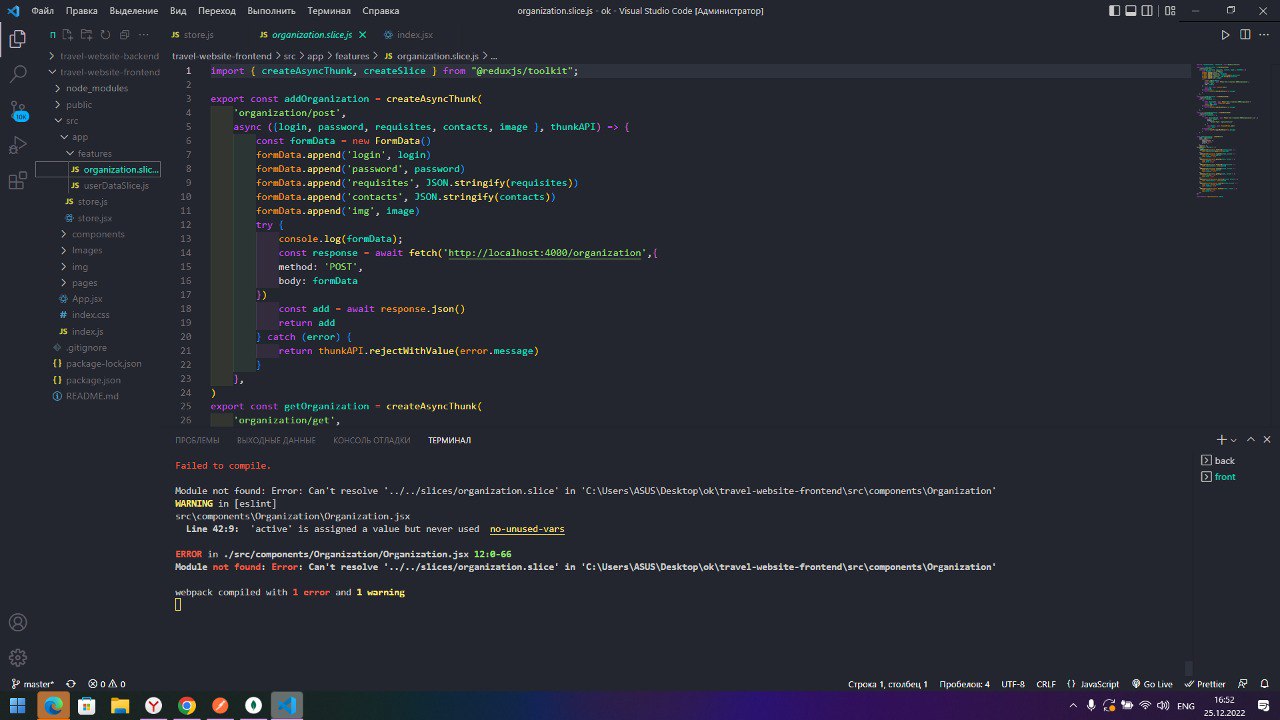 Файл Правка Выделение Вид Переход Выполнить Терминал Справка
organization.slice.js - ok - Visual Studio Code [Администратор]
store.js
organization.slice.js
index.jsx
travel-website-backend
travel-website-frontend
node_modules
public
src
app
features
JS organization.slic...
JS userDataSlice.js
JS store.js
store.jsx
components
Images
img
pages
App.jsx
# index.css
JS index.js
.gitignore
{} package-lock.json
{} package.json
README.md
10K
travel-website-frontend > src > app > features > JS organization.slice.js > ...
1 import { createAsyncThunk, createSlice } from "@reduxjs/toolkit";
2
3 export const addOrganization = createAsyncThunk(
4 'organization/post',
5 async ({login, password, requisites, contacts, image }, thunkAPI) => {
6 const formData = new FormData()
7 formData.append('login', login)
8 formData.append('password', password)
9 formData.append('requisites', JSON.stringify(requisites))
10 formData.append('contacts', JSON.stringify(contacts))
11 formData.append('img', image)
12 try {
13 console.log(formData);
14 const response = await fetch('http://localhost:4000/organization',{
15 method: 'POST',
16 body: formData
17 })
18 const add = await response.json()
19 return add
20 } catch (error) {
21 return thunkAPI.rejectWithValue(error.message)
22 }
23 },
24 )
25 export const getOrganization = createAsyncThunk(
26 'organization/get',
ПРОБЛЕМЫ ВЫХОДНЫЕ ДАННЫЕ КОНСОЛЬ ОТЛАДКИ ТЕРМИНАЛ
back
front
Failed to compile.
Module not found: Error: Can't resolve '../../slices/organization.slice' in 'C:\Users\ASUS\Desktop\ok\travel-website-frontend\src\components\Organization'
WARNING in [eslint]
src\components\Organization\Organization.jsx
Line 42:9: 'active' is assigned a value but never used no-unused-vars
ERROR in ./src/components/Organization/Organization.jsx 12:0-66
Module not found: Error: Can't resolve '../../slices/organization.slice' in 'C:\Users\ASUS\Desktop\ok\travel-website-frontend\src\components\Organization'
webpack compiled with 1 error and 1 warning
master* 0 0
Строка 1, столбец 1 Пробелов: 4 UTF-8 CRLF {} JavaScript Go Live Prettier
ENG
16:52
25.12.2022